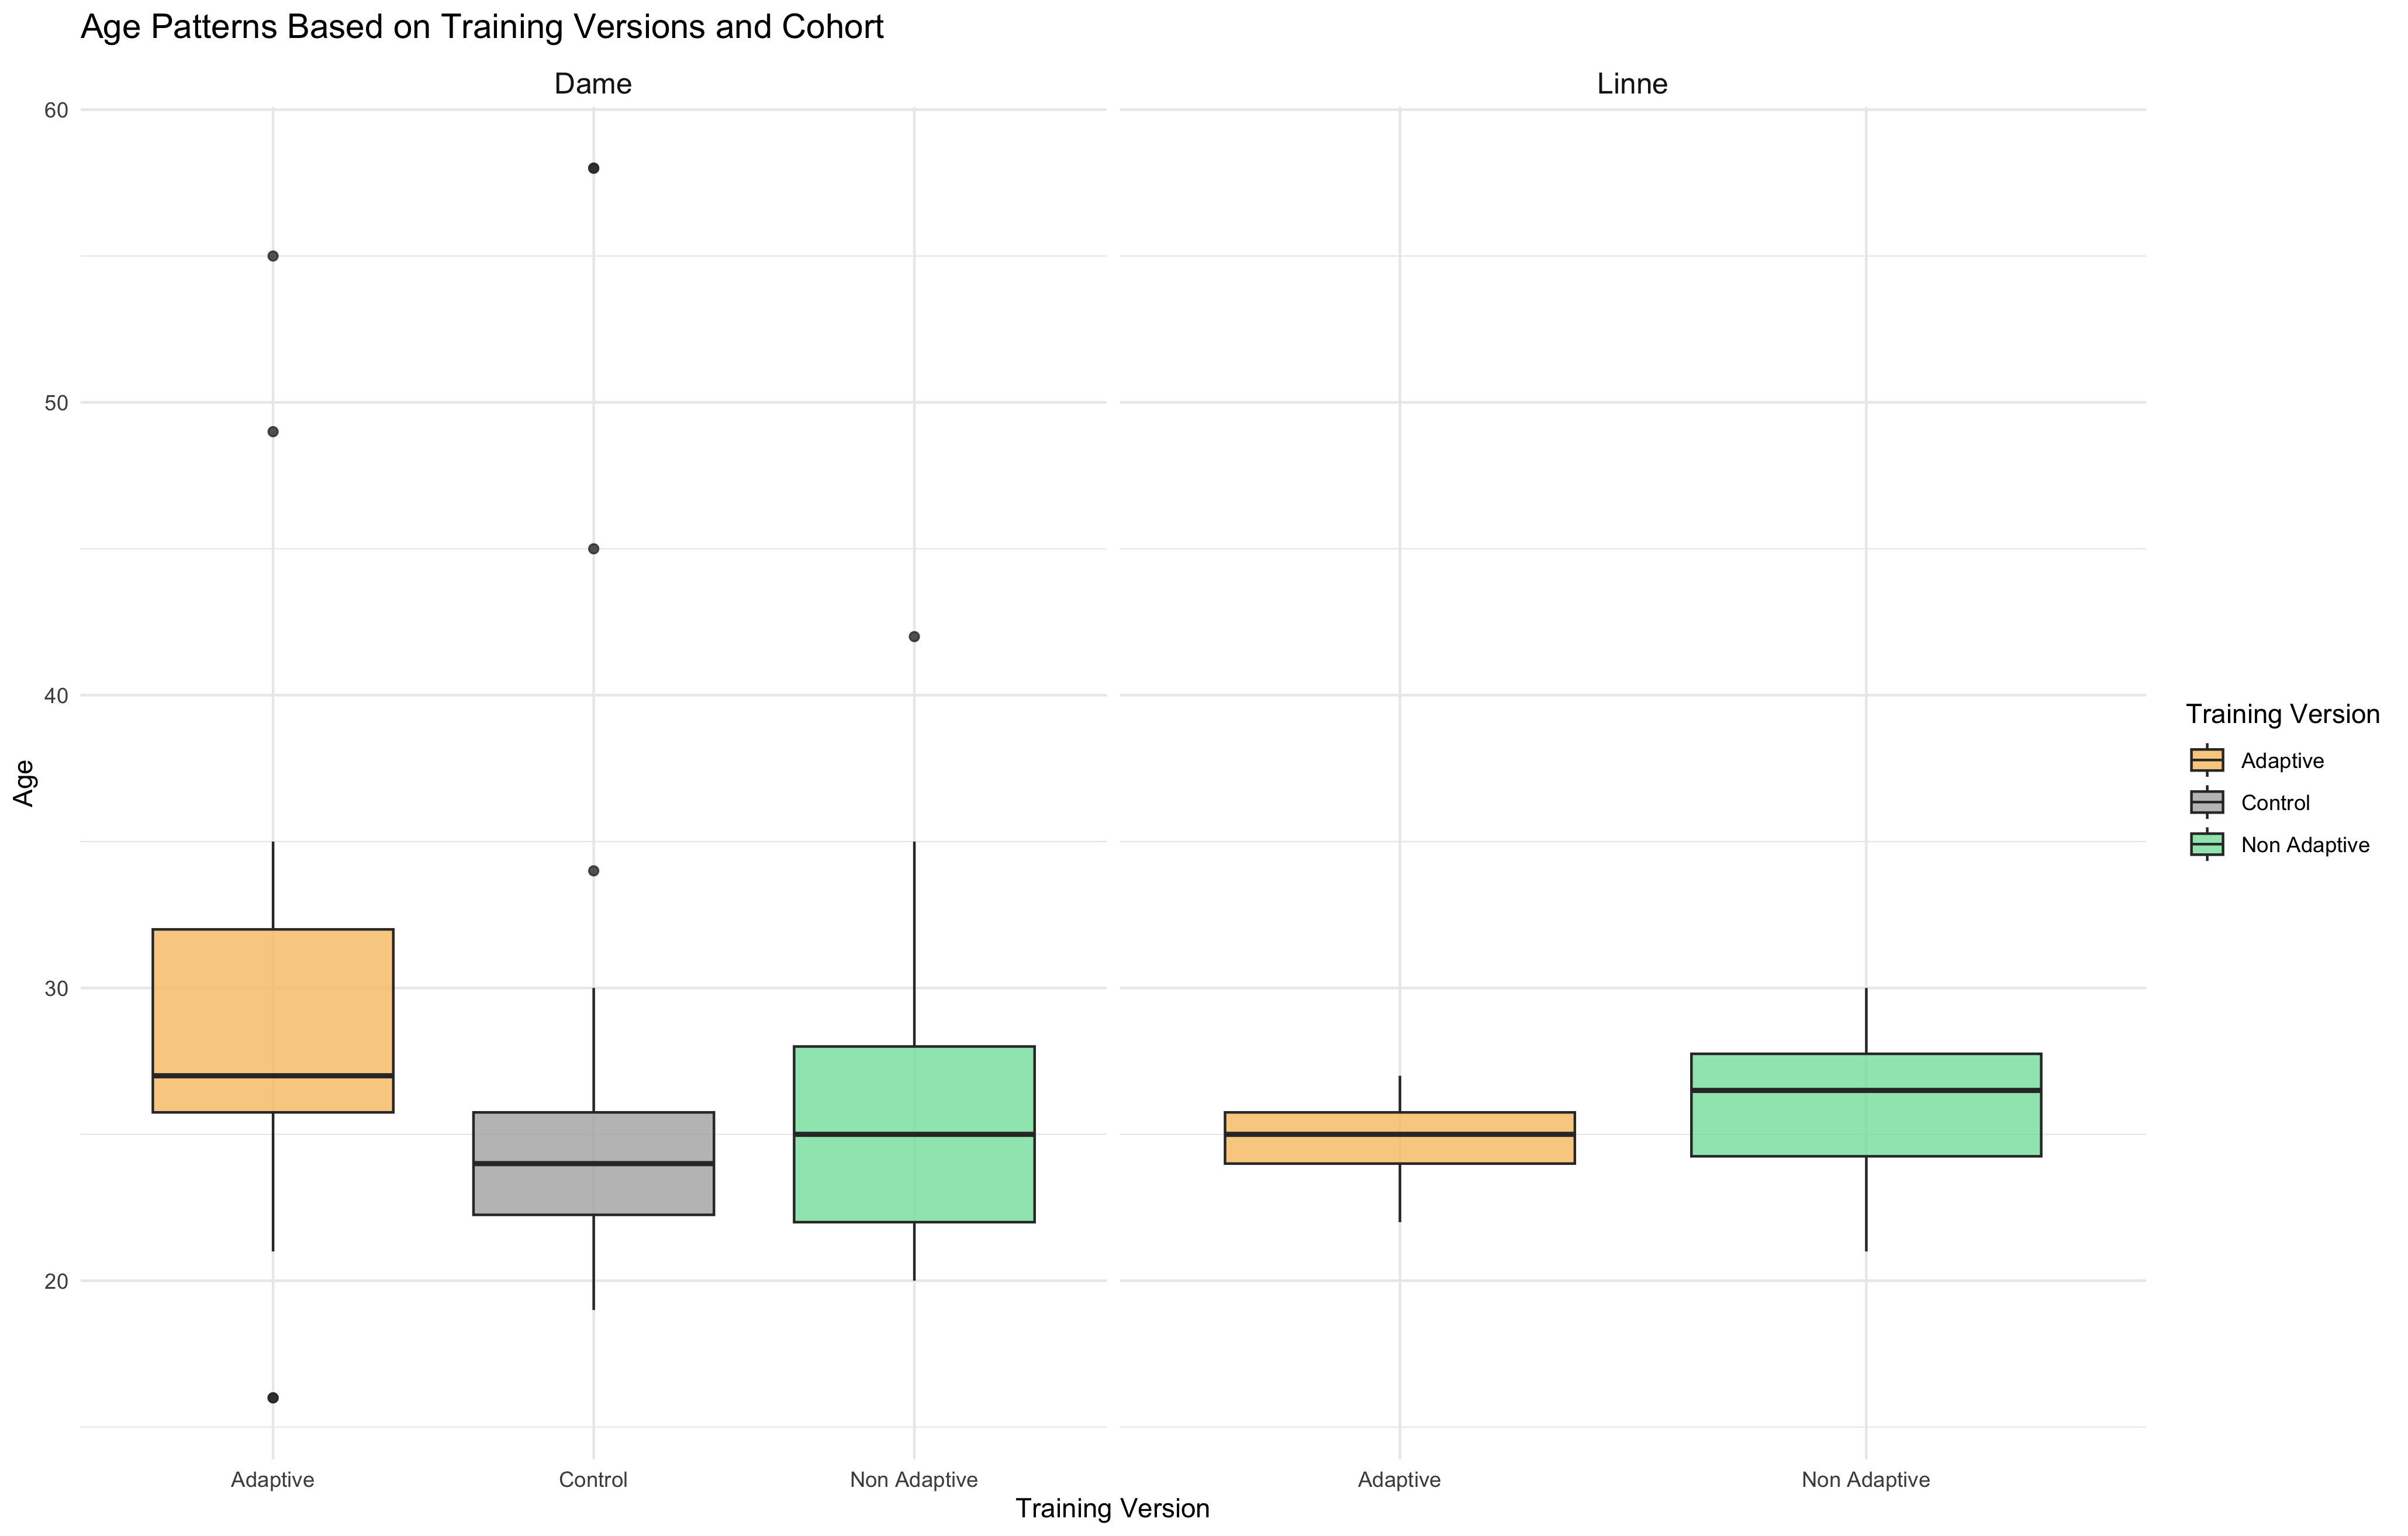 Age Patterns Based on Training Versions and Cohort
Dame
Linne
60
50
40
30
20
Age
Adaptive
Control
Non Adaptive
Adaptive
Non Adaptive
Training Version
Training Version
Adaptive
Control
Non Adaptive